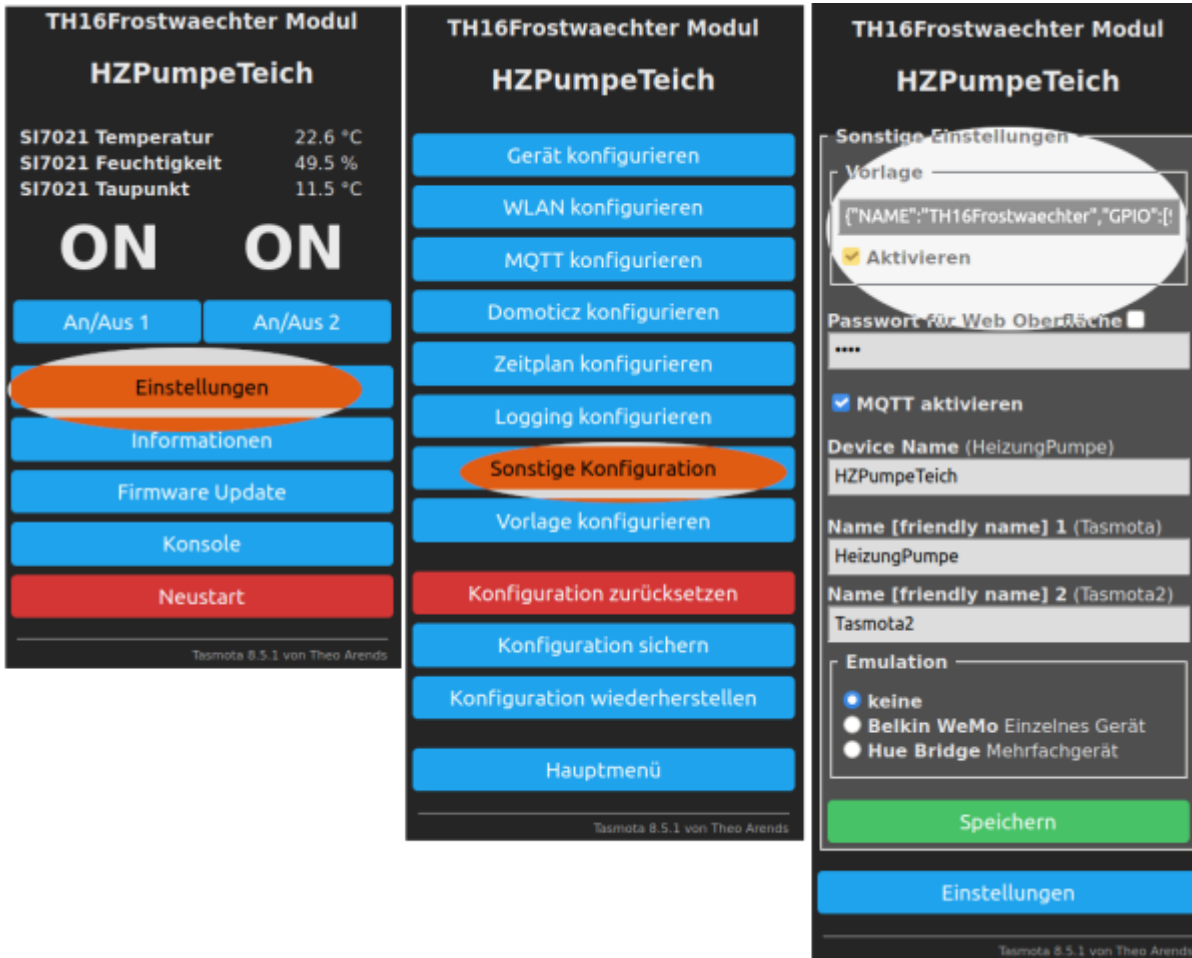 TH16Frostwaechter Modul
HZPumpeTeich
SI7021 Temperatur 22.6 °C
SI7021 Feuchtigkeit 49.5 %
SI7021 Taupunkt 11.5 °C
ON ON
An/Aus 1 An/Aus 2
Einstellungen
Informationen
Firmware Update
Konsole
Neustart
Tasmota 8.5.1 von Theo Arends
TH16Frostwaechter Modul
HZPumpeTeich
Gerät konfigurieren
WLAN konfigurieren
MQTT konfigurieren
Domoticz konfigurieren
Zeitplan konfigurieren
Logging konfigurieren
Sonstige Konfiguration
Vorlage konfigurieren
Konfiguration zurücksetzen
Konfiguration sichern
Konfiguration wiederherstellen
Hauptmenü
Tasmota 8.5.1 von Theo Arends
TH16Frostwaechter Modul
HZPumpeTeich
Sonstige Einstellungen
Vorlage
{"NAME":"TH16Frostwaechter","GPIO":[
Aktivieren
Passwort für Web Oberfläche
••••
MQTT aktivieren
Device Name (HeizungPumpe)
HZPumpeTeich
Name [friendly name] 1 (Tasmota)
HeizungPumpe
Name [friendly name] 2 (Tasmota2)
Tasmota2
Emulation
keine
Belkin WeMo Einzelnes Gerät
Hue Bridge Mehrfachgerät
Speichern
Einstellungen
Tasmota 8.5.1 von Theo Arends